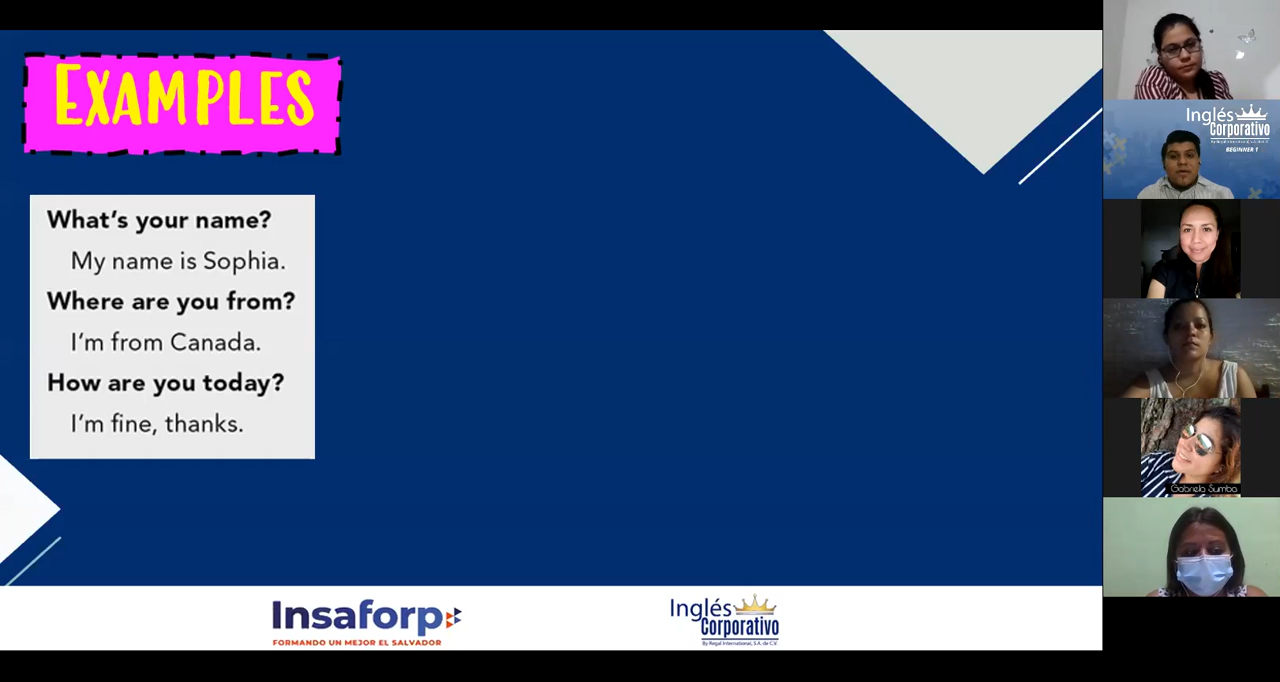 EXAMPLES
What's your name?
My name is Sophia.
Where are you from?
I'm from Canada.
How are you today?
I'm fine, thanks.
Insaforp
FORMANDO UN MEJOR EL SALVADOR
Inglés
Corporativo
By Regal International, S.A. de C.V.
Inglés
Corporativo
BEGINNER 1
Gabriela Sumba